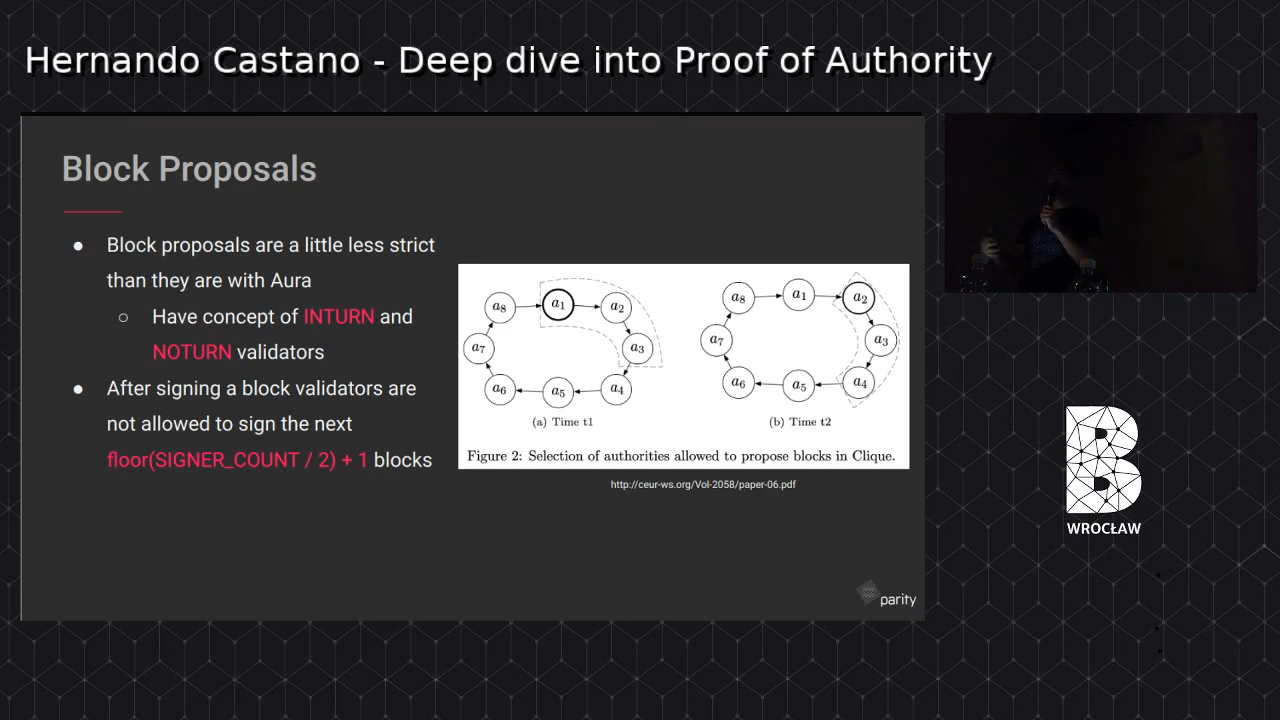 Hernando Castano - Deep dive into Proof of Authority
Block Proposals
● Block proposals are a little less strict
than they are with Aura
○ Have concept of INTURN and
NOTURN validators
● After signing a block validators are
not allowed to sign the next
floor(SIGNER_COUNT / 2) + 1 blocks
a8 a1 a2
a7 a3
a6 a5 a4
(a) Time t1
a8 a1 a2
a7 a3
a6 a5 a4
(b) Time t2
Figure 2: Selection of authorities allowed to propose blocks in Clique.
http://ceur-ws.org/Vol-2058/paper-06.pdf
parity
B
WROCŁAW